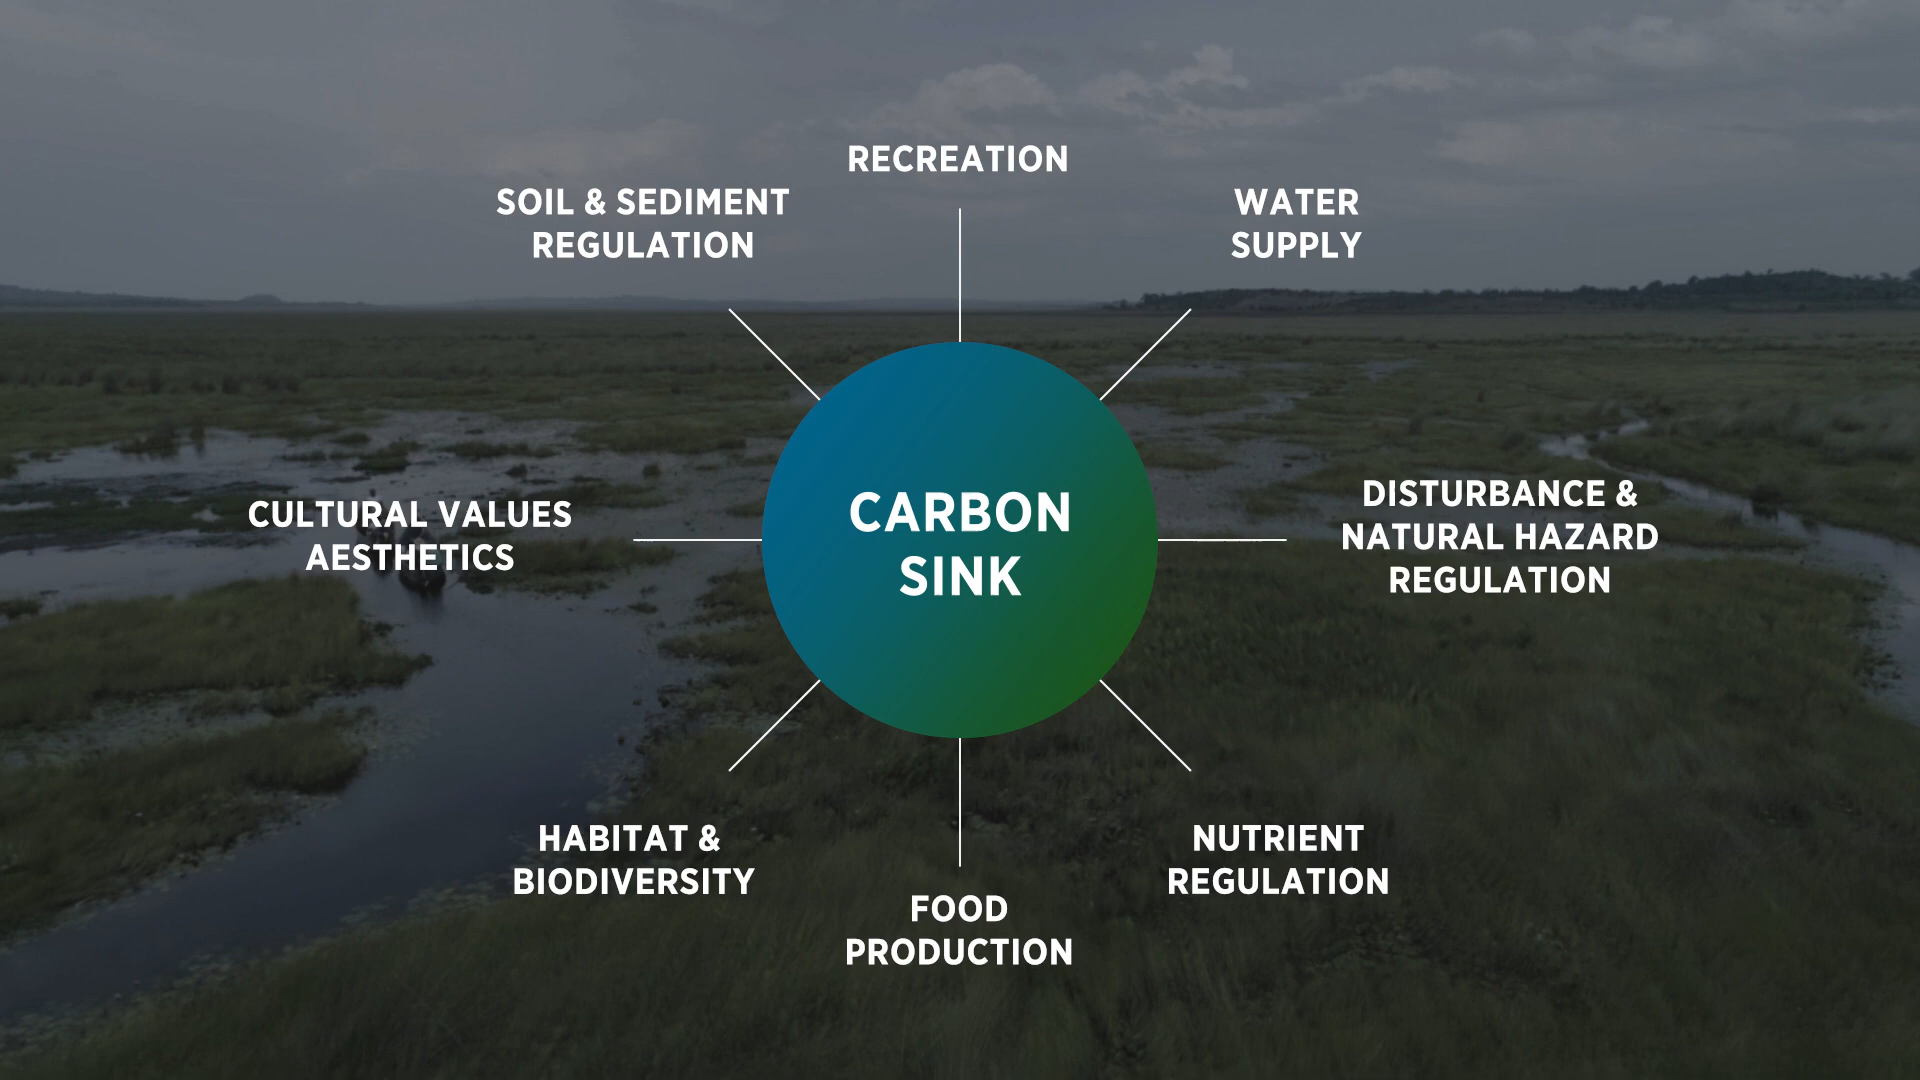 RECREATION
SOIL & SEDIMENT
REGULATION
WATER
SUPPLY
CULTURAL VALUES
AESTHETICS
CARBON
SINK
DISTURBANCE &
NATURAL HAZARD
REGULATION
HABITAT &
BIODIVERSITY
FOOD
PRODUCTION
NUTRIENT
REGULATION